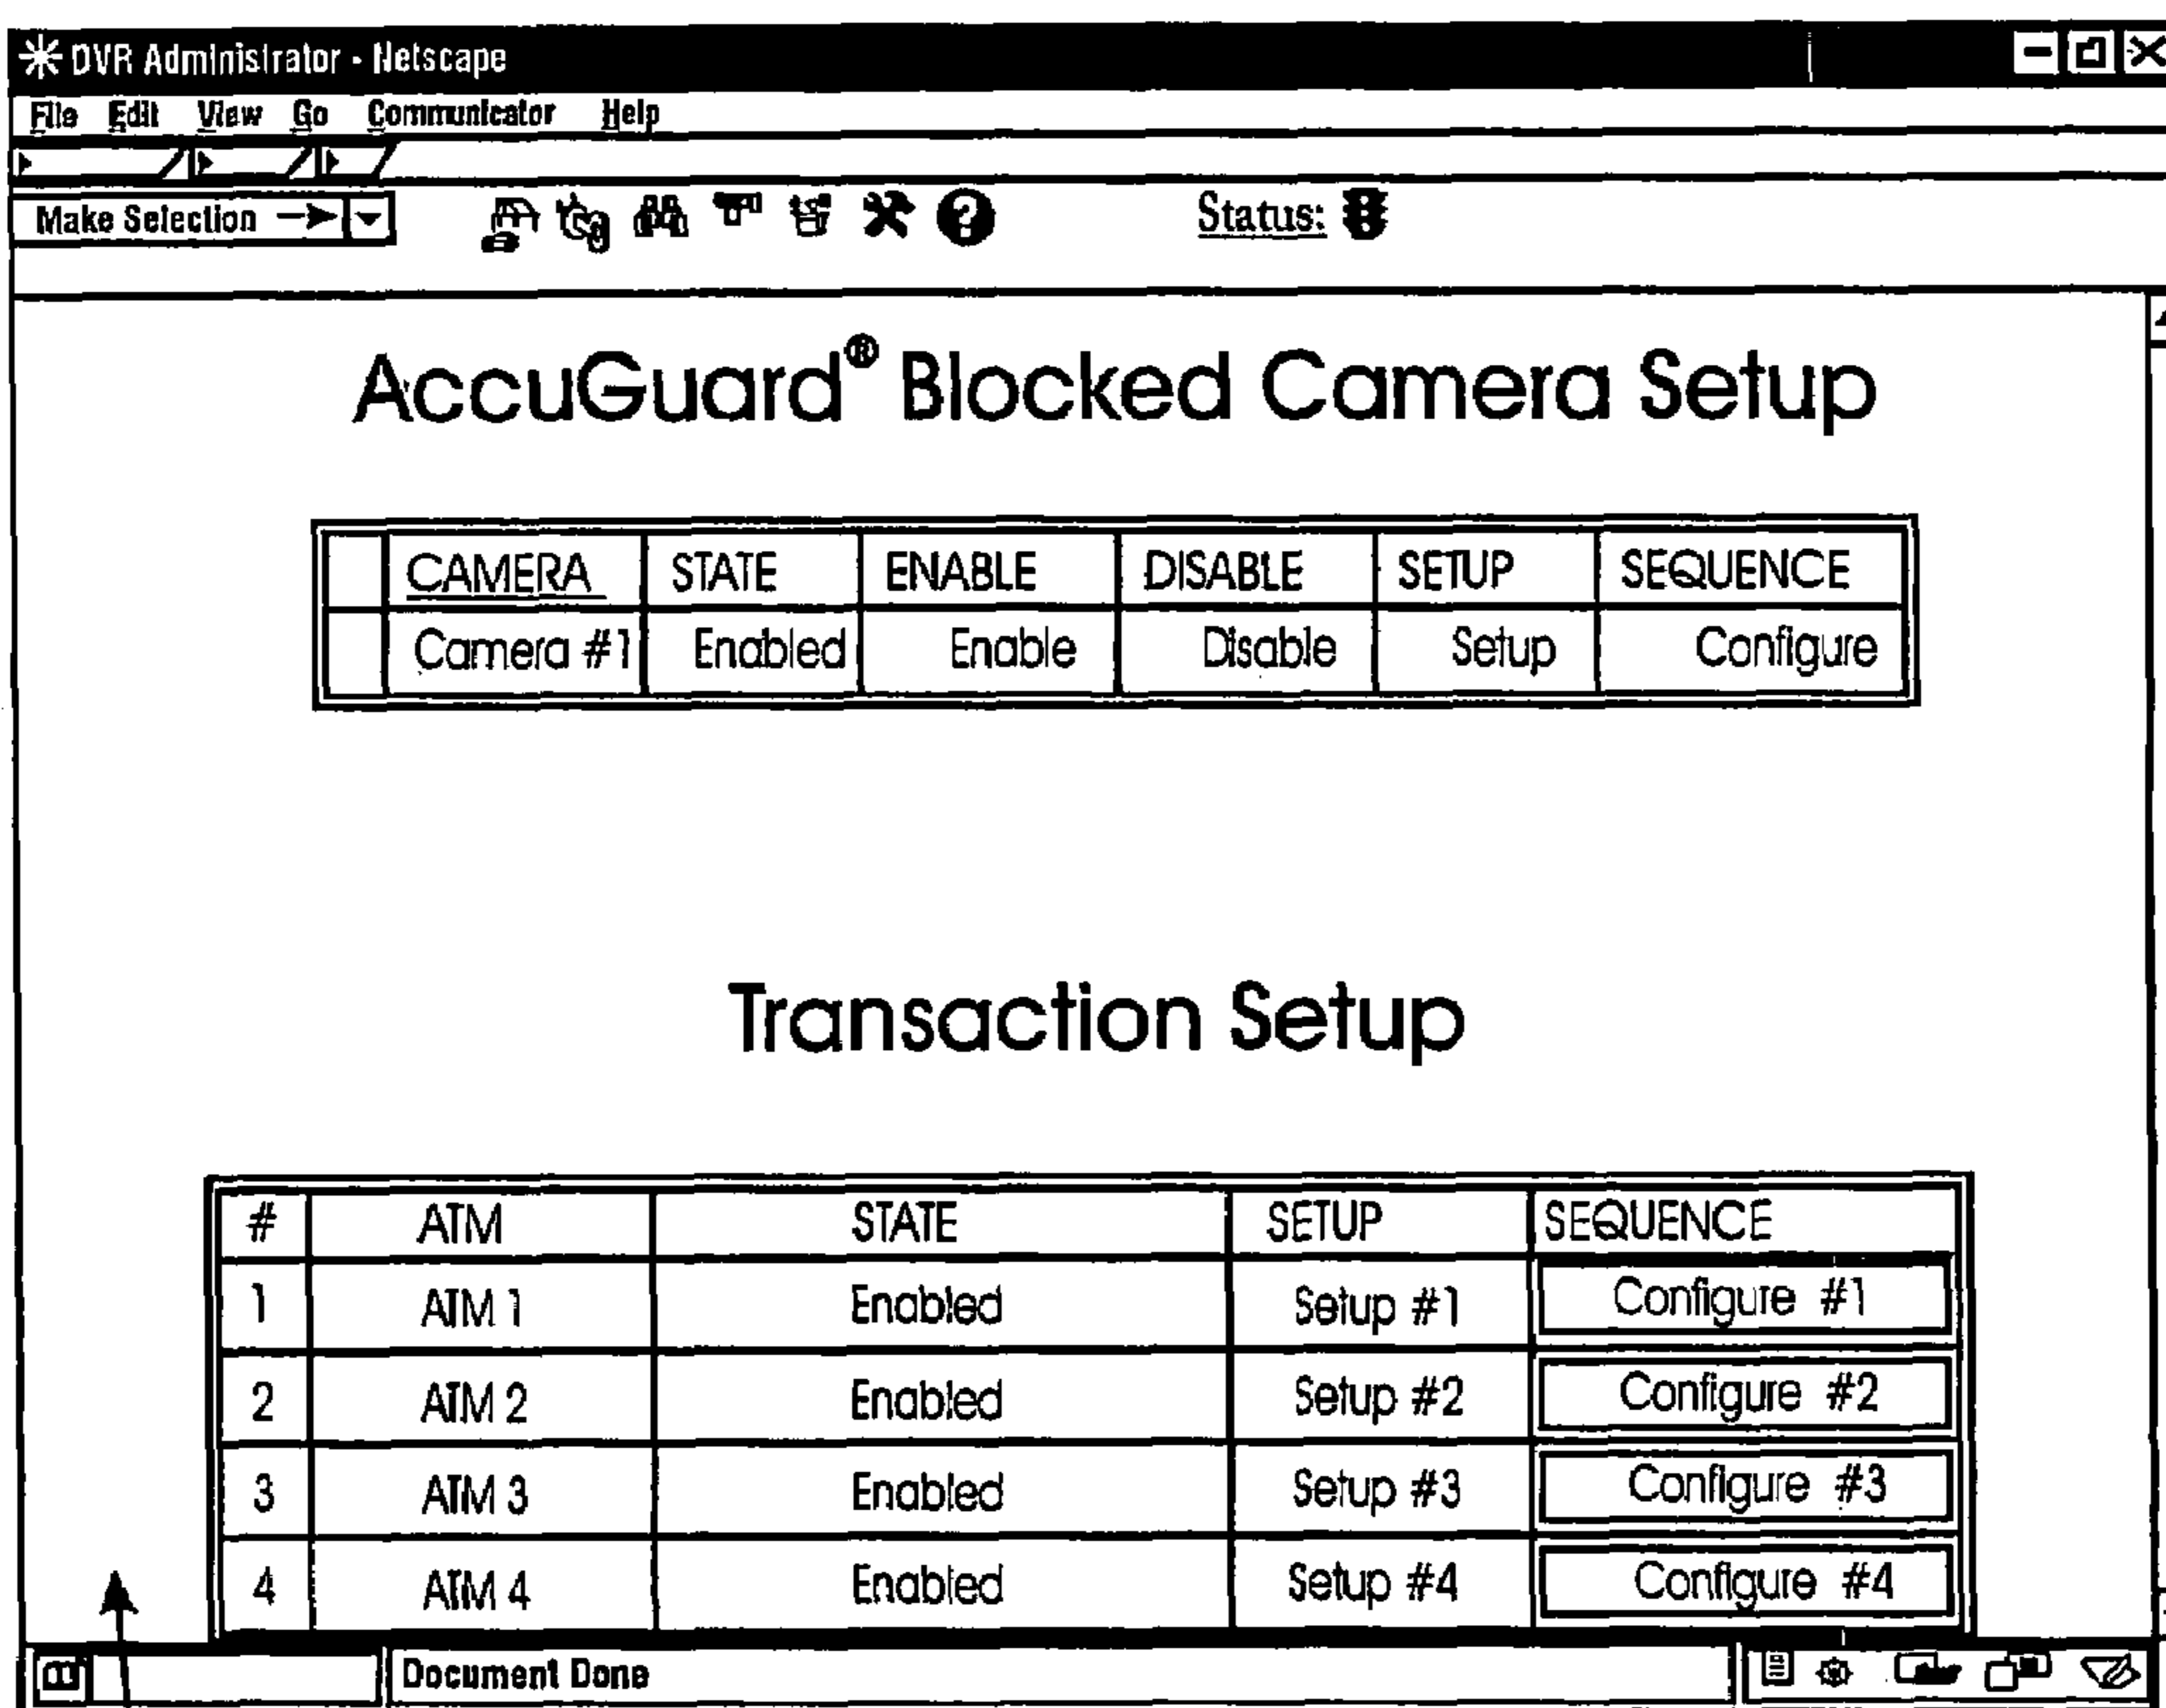 DVR Administrator - Netscape
File Edit View Go Communicator Help
Make Selection Status:
AccuGuard® Blocked Camera Setup
CAMERA STATE ENABLE DISABLE SETUP SEQUENCE
Camera #1 Enabled Enable Disable Setup Configure
Transaction Setup
# ATM STATE SETUP SEQUENCE
1 ATM 1 Enabled Setup #1 Configure #1
2 ATM 2 Enabled Setup #2 Configure #2
3 ATM 3 Enabled Setup #3 Configure #3
4 ATM 4 Enabled Setup #4 Configure #4
Document Done